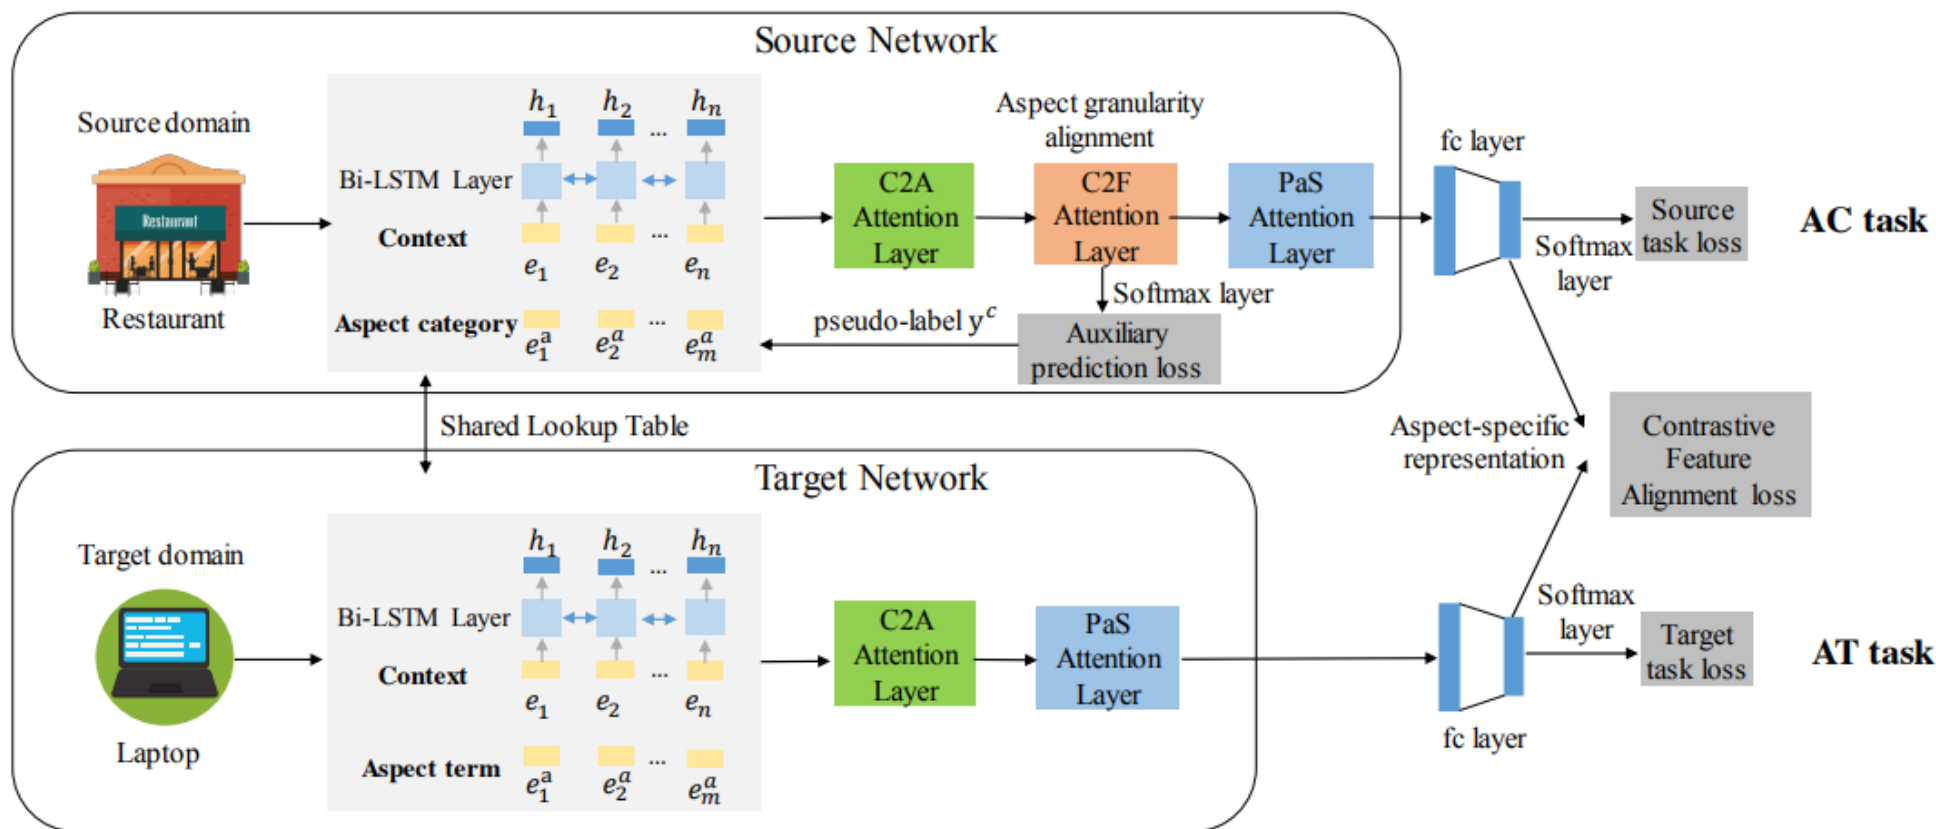 Source Network
Source domain
Restaurant
Restaurant
h₁ h₂ hₙ
...
Bi-LSTM Layer
Context
...
e₁ e₂ eₙ
Aspect category
...
e₁ᵃ e₂ᵃ eₘᵃ
C2A
Attention
Layer
Aspect granularity
alignment
C2F
Attention
Layer
PaS
Attention
Layer
Softmax layer
pseudo-label yᶜ
Auxiliary
prediction loss
fc layer
Softmax
layer
Source
task loss
AC task
Shared Lookup Table
Aspect-specific
representation
Contrastive
Feature
Alignment loss
Target Network
Target domain
Laptop
h₁ h₂ hₙ
...
Bi-LSTM Layer
Context
...
e₁ e₂ eₙ
Aspect term
...
e₁ᵃ e₂ᵃ eₘᵃ
C2A
Attention
Layer
PaS
Attention
Layer
fc layer
Softmax
layer
Target
task loss
AT task